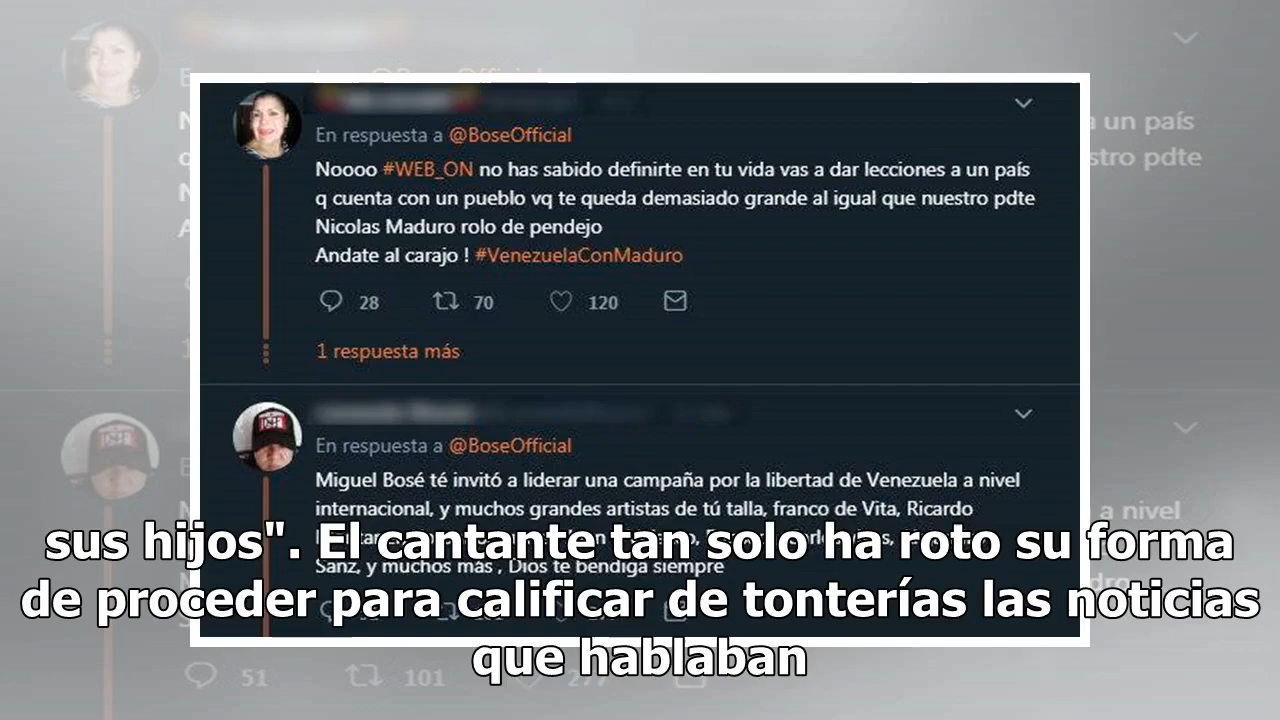 En respuesta a @BoseOfficial
Noooo #WEB_ON no has sabido definirte en tu vida vas a dar lecciones a un país
q cuenta con un pueblo vq te queda demasiado grande al igual que nuestro pdte
Nicolas Maduro rolo de pendejo
Andate al carajo ! #VenezuelaConMaduro
28 70 120
1 respuesta más
En respuesta a @BoseOfficial
Miguel Bosé té invitó a liderar una campaña por la libertad de Venezuela a nivel
internacional, y muchos grandes artistas de tú talla, franco de Vita, Ricardo
Sanz, y muchos más , Dios te bendiga siempre
sus hijos". El cantante tan solo ha roto su forma
de proceder para calificar de tonterías las noticias
que hablaban
un país
stro pdte
a nivel
51 101